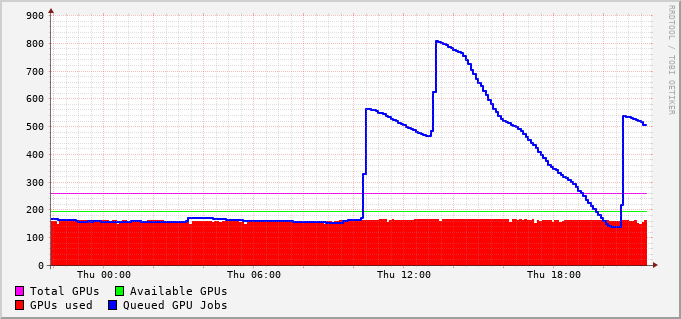 900
800
700
600
500
400
300
200
100
0
Thu 00:00 Thu 06:00 Thu 12:00 Thu 18:00
Total GPUs Available GPUs
GPUs used Queued GPU Jobs
RRDTOOL / TOBI OETIKER